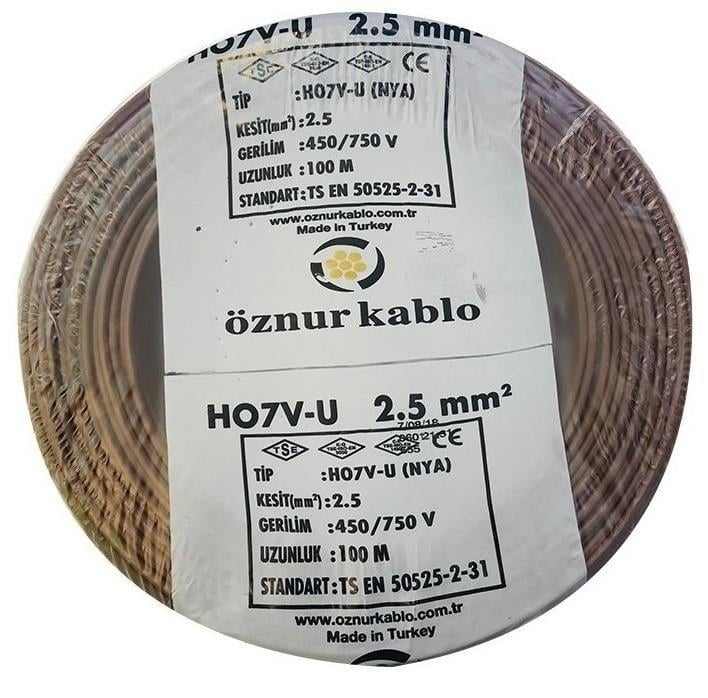 HO7V-U 2.5 mm²
TSE CE
TİP :HO7V-U (NYA)
KESİT(mm²) :2.5
GERİLİM :450/750 V
UZUNLUK :100 M
STANDART:TS EN 50525-2-31
www.oznurkablo.com.tr
Made in Turkey
öznur kablo
HO7V-U 2.5 mm²
TSE CE
TİP :HO7V-U (NYA)
KESİT(mm²):2.5
GERİLİM :450/750 V
UZUNLUK :100 M
STANDART:TS EN 50525-2-31
www.oznurkablo.com.tr
Made in Turkey